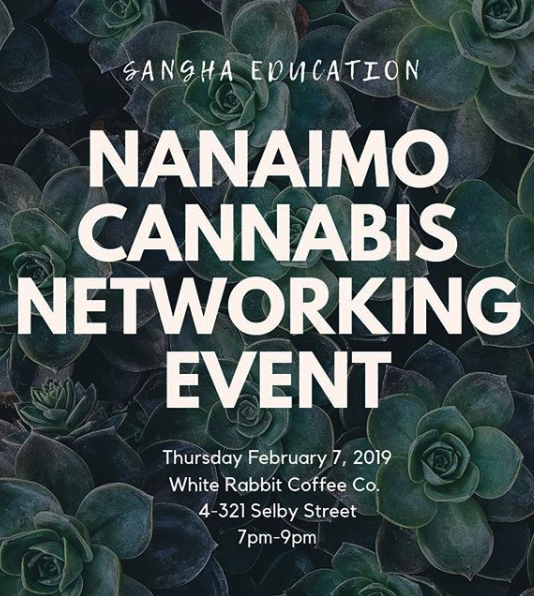 SANGHA EDUCATION
NANAIMO
CANNABIS
NETWORKING
EVENT
Thursday February 7, 2019
White Rabbit Coffee Co.
4-321 Selby Street
7pm-9pm